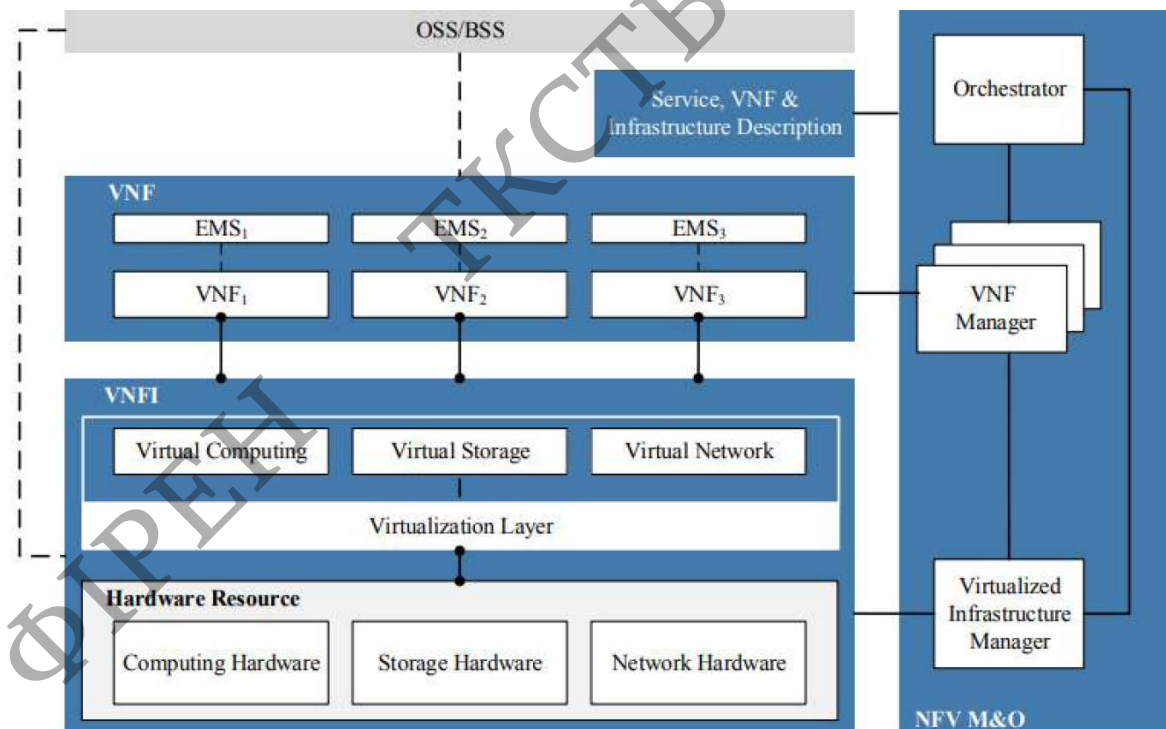 OSS/BSS
Service, VNF &
Infrastructure Description
Orchestrator
VNF
EMS₁
EMS₂
EMS₃
VNF₁
VNF₂
VNF₃
VNF
Manager
VNFI
Virtual Computing
Virtual Storage
Virtual Network
Virtualization Layer
Hardware Resource
Computing Hardware
Storage Hardware
Network Hardware
Virtualized
Infrastructure
Manager
NFV M&O
ФІРЕН ТКСТБ